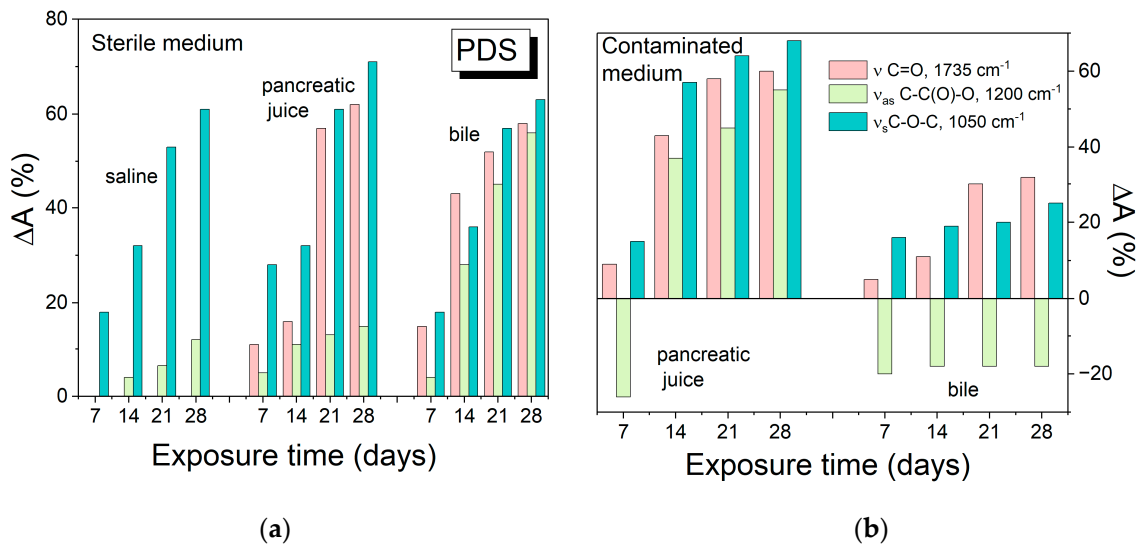 80
60
40
20
0
ΔA (%)
Sterile medium
PDS
saline
pancreatic
juice
bile
7 14 21 28 7 14 21 28 7 14 21 28
Exposure time (days)
(a)
Contaminated
medium
ν C=O, 1735 cm⁻¹
νas C-C(O)-O, 1200 cm⁻¹
νsC-O-C, 1050 cm⁻¹
60
40
20
0
−20
ΔA (%)
pancreatic
juice
bile
7 14 21 28 7 14 21 28
Exposure time (days)
(b)